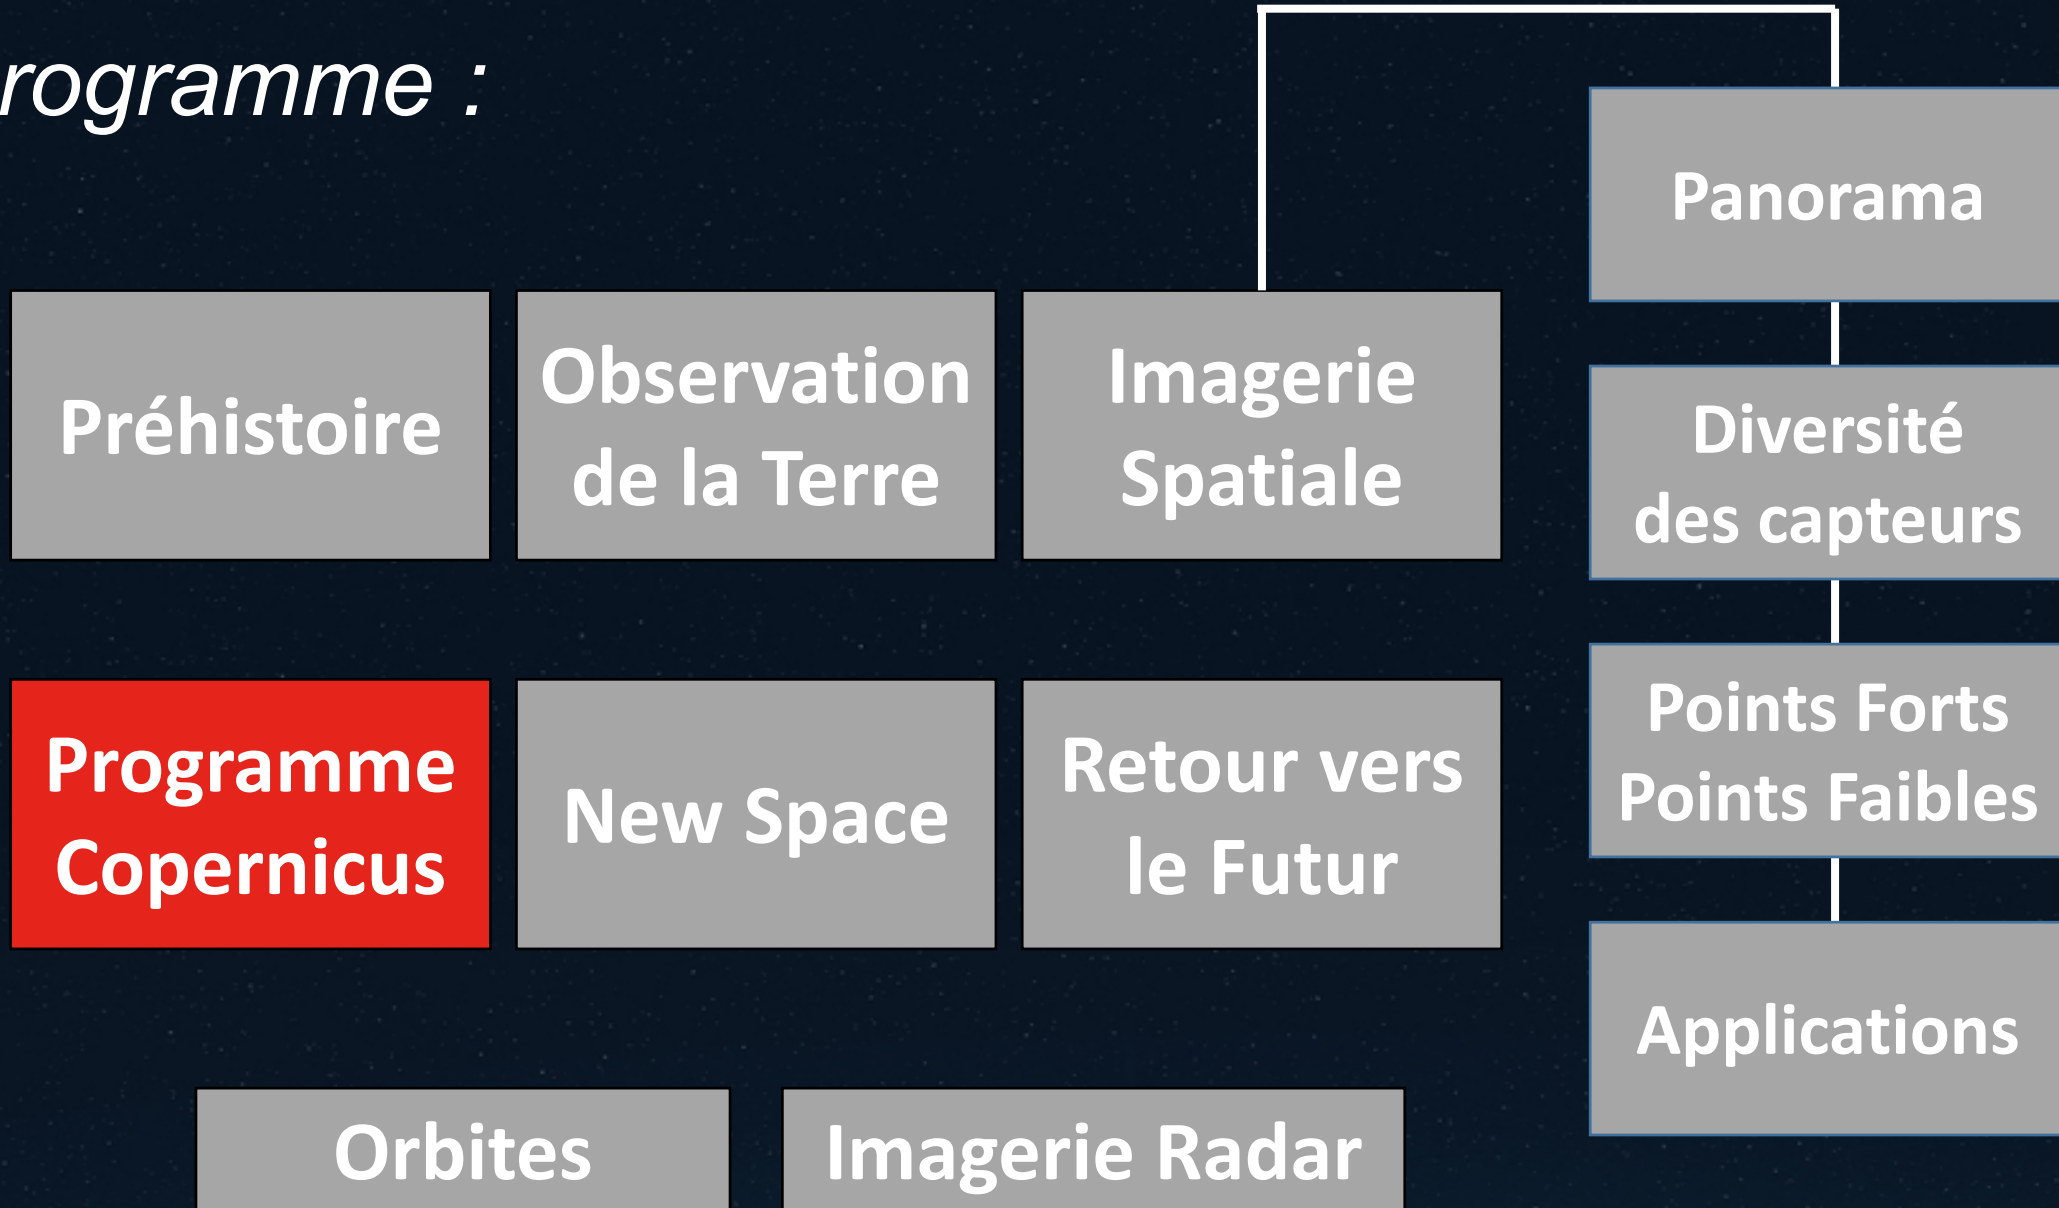 rogramme :
Préhistoire
Observation
de la Terre
Imagerie
Spatiale
Programme
Copernicus
New Space
Retour vers
le Futur
Orbites
Imagerie Radar
Panorama
Diversité
des capteurs
Points Forts
Points Faibles
Applications